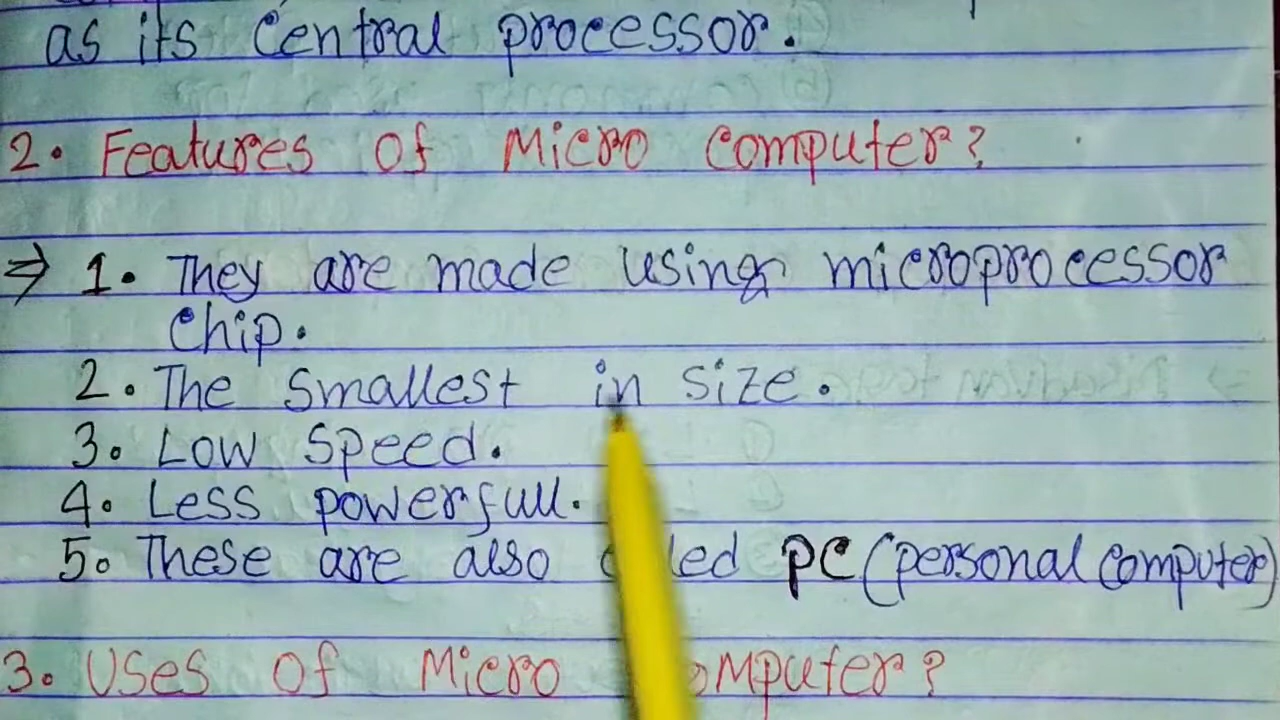 as its Central processor.
2. Features Of Micro Computer?
⇒ 1. They are made using microprocessor
Chip.
2. The Smallest in size.
3. Low Speed.
4. Less powerfull.
5. These are also PC (personal Computer)
3. Uses Of Micro